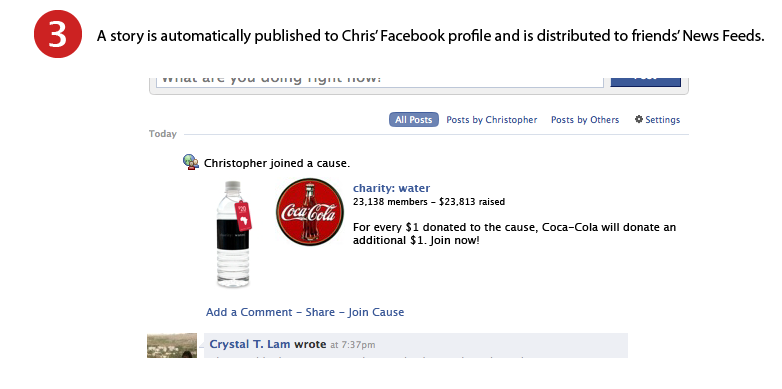 3
A story is automatically published to Chris' Facebook profile and is distributed to friends' News Feeds.
What are you doing right now?
Post
All Posts Posts by Christopher Posts by Others Settings
Today
Christopher joined a cause.
charity: water
23,138 members – $23,813 raised
Coca-Cola
$20
For every $1 donated to the cause, Coca-Cola will donate an
additional $1. Join now!
Add a Comment – Share – Join Cause
Crystal T. Lam wrote at 7:37pm